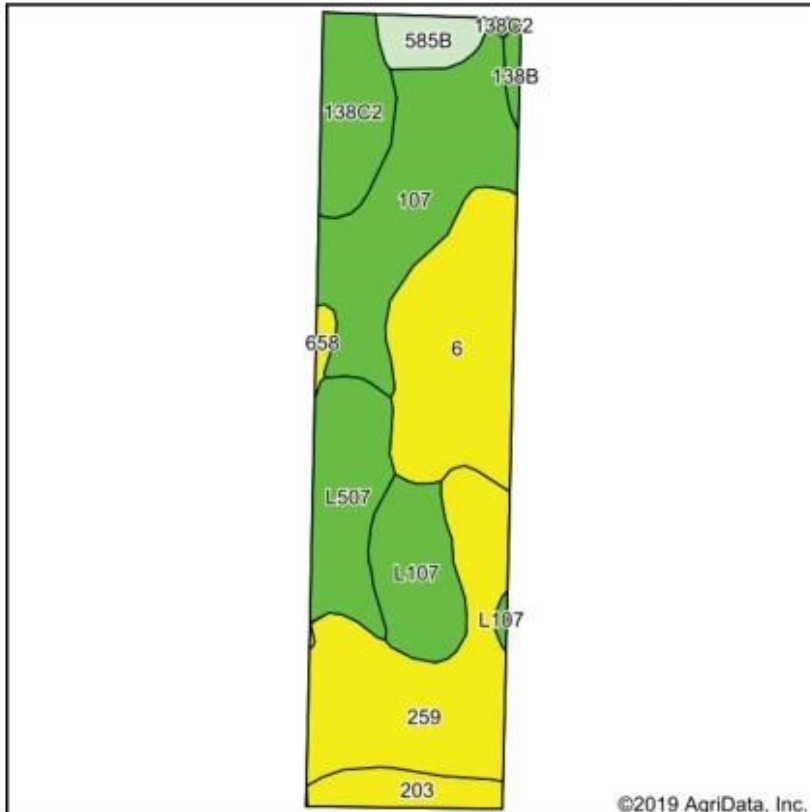 138C2
585B
138B
138C2
107
658
6
L507
L107
L107
259
203
©2019 AgriData, Inc.